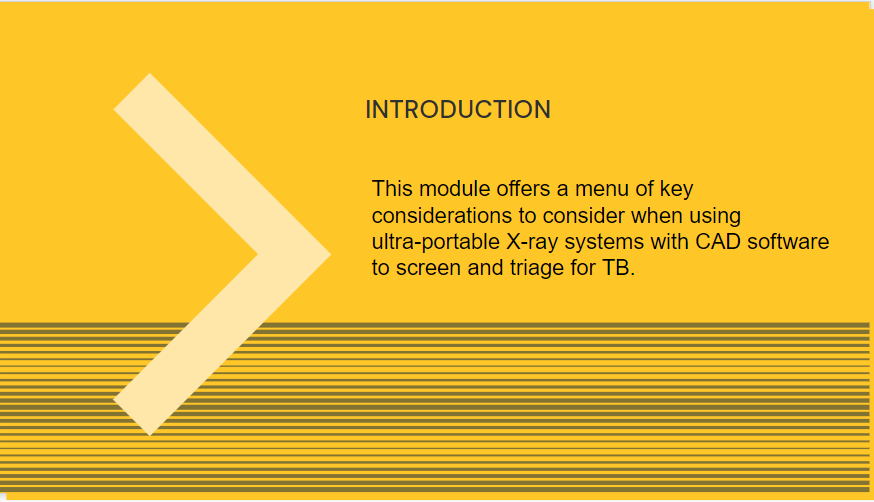 INTRODUCTION
This module offers a menu of key
considerations to consider when using
ultra-portable X-ray systems with CAD software
to screen and triage for TB.